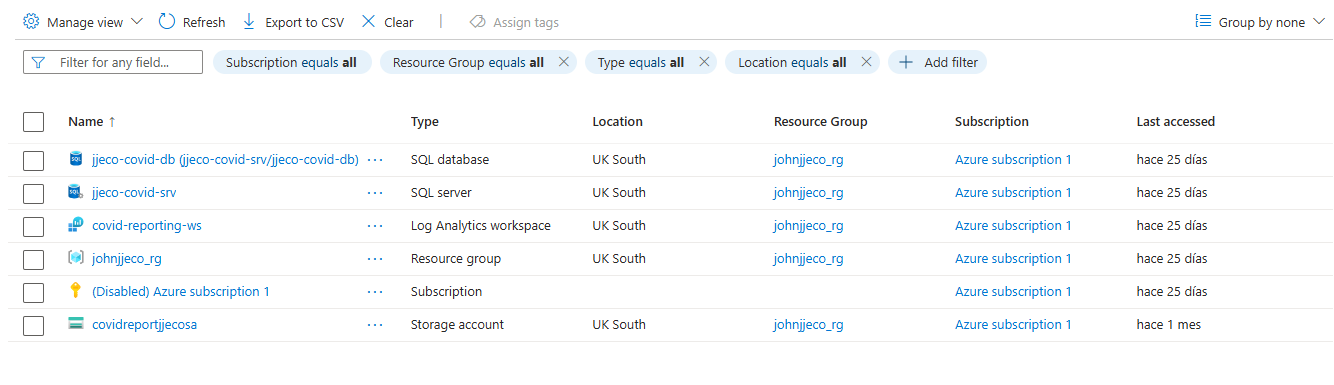 Manage view Refresh Export to CSV Clear | Assign tags Group by none
Filter for any field... Subscription equals all Resource Group equals all Type equals all Location equals all Add filter
Name ↑ Type Location Resource Group Subscription Last accessed
jjeco-covid-db (jjeco-covid-srv/jjeco-covid-db) ... SQL database UK South johnjjeco_rg Azure subscription 1 hace 25 días
jjeco-covid-srv ... SQL server UK South johnjjeco_rg Azure subscription 1 hace 25 días
covid-reporting-ws ... Log Analytics workspace UK South johnjjeco_rg Azure subscription 1 hace 25 días
johnjjeco_rg ... Resource group UK South johnjjeco_rg Azure subscription 1 hace 25 días
(Disabled) Azure subscription 1 ... Subscription Azure subscription 1 hace 25 días
covidreportjjecosa ... Storage account UK South johnjjeco_rg Azure subscription 1 hace 1 mes